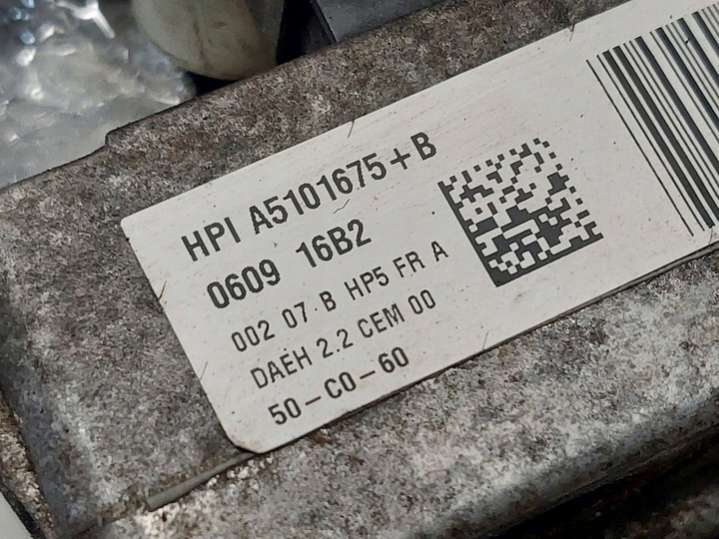 HPI A5101675+B
0609 16B2
002 07 B HP5 FR A
DAEH 2.2 CEM 00
50-C0-60